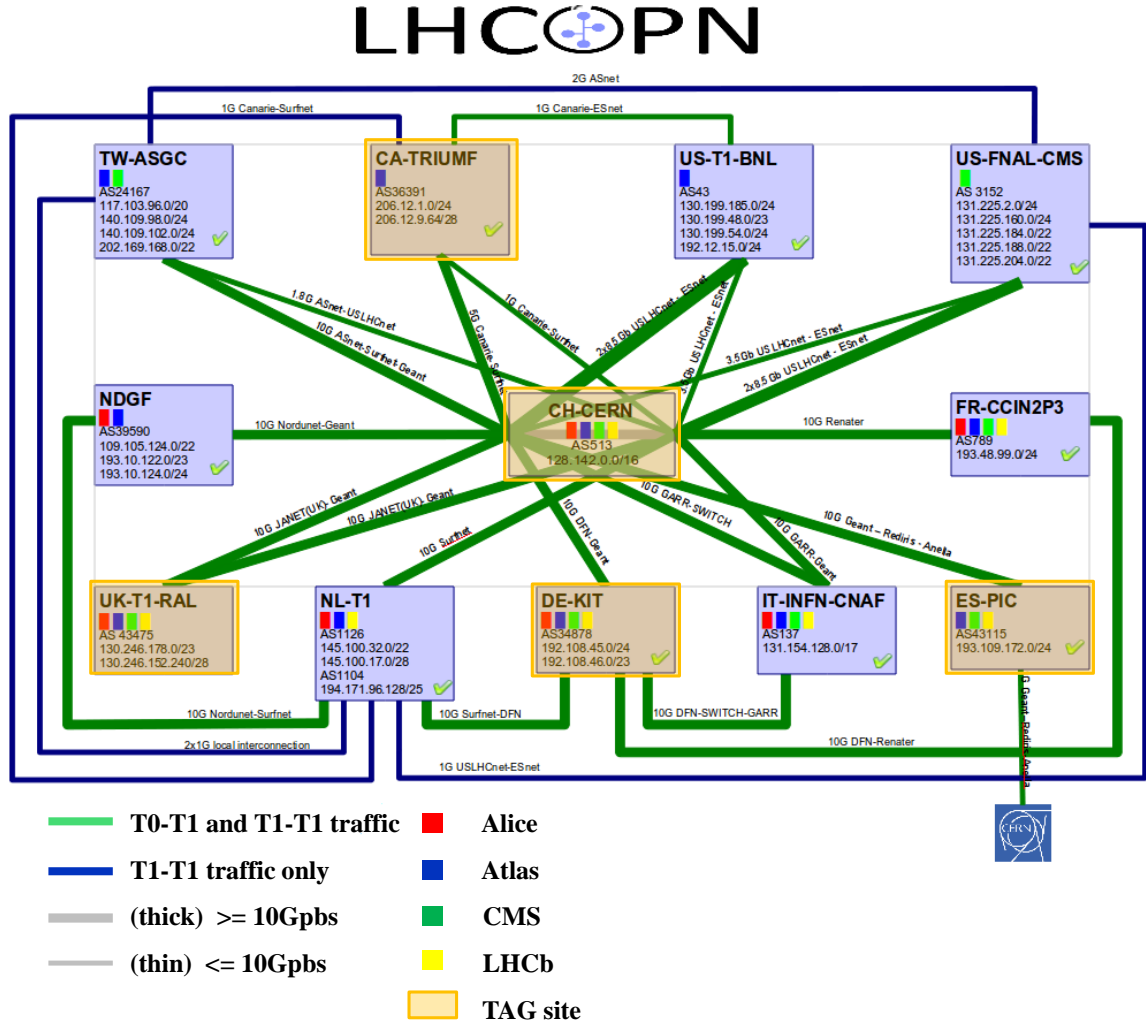 LHCOPN
2G ASnet
1G Canarie-Surfnet
1G Canarie-ESnet
TW-ASGC
AS24167
117.103.96.0/20
140.109.98.0/24
140.109.102.0/24
202.169.168.0/22
CA-TRIUMF
AS36391
206.12.1.0/24
206.12.9.64/28
US-T1-BNL
AS43
130.199.185.0/24
130.199.48.0/23
130.199.54.0/24
192.12.15.0/24
US-FNAL-CMS
AS 3152
131.225.2.0/24
131.225.160.0/24
131.225.184.0/22
131.225.188.0/22
131.225.204.0/22
1.8G ASnet-USLHCnet
10G ASnet-Surfnet-Geant
5G Canarie-Surfnet
1G Canarie-Surfnet
2x8.5Gb USLHCnet - ESnet
3.5Gb USLHCnet - ESnet
3.5Gb USLHCnet - ESnet
2x8.5Gb USLHCnet - ESnet
NDGF
AS39590
109.105.124.0/22
193.10.122.0/23
193.10.124.0/24
10G Nordunet-Geant
CH-CERN
AS513
128.142.0.0/16
10G Renater
FR-CCIN2P3
AS789
193.48.99.0/24
10G JANET(UK)- Geant
10G JANET(UK)- Geant
10G Surfnet
10G DFN-Geant
10G GARR-SWITCH
10G GARR-Geant
10G Geant – Rediris - Anella
UK-T1-RAL
AS 43475
130.246.178.0/23
130.246.152.240/28
NL-T1
AS1126
145.100.32.0/22
145.100.17.0/28
AS1104
194.171.96.128/25
DE-KIT
AS34878
192.108.45.0/24
192.108.46.0/23
IT-INFN-CNAF
AS137
131.154.128.0/17
ES-PIC
AS43115
193.109.172.0/24
10G Nordunet-Surfnet
10G Surfnet-DFN
10G DFN-SWITCH-GARR
10G DFN-Renater
2x1G local interconnection
1G USLHCnet-ESnet
G Geant–Rediris-Anella
CERN
T0-T1 and T1-T1 traffic
Alice
T1-T1 traffic only
Atlas
(thick) >= 10Gpbs
CMS
(thin) <= 10Gpbs
LHCb
TAG site